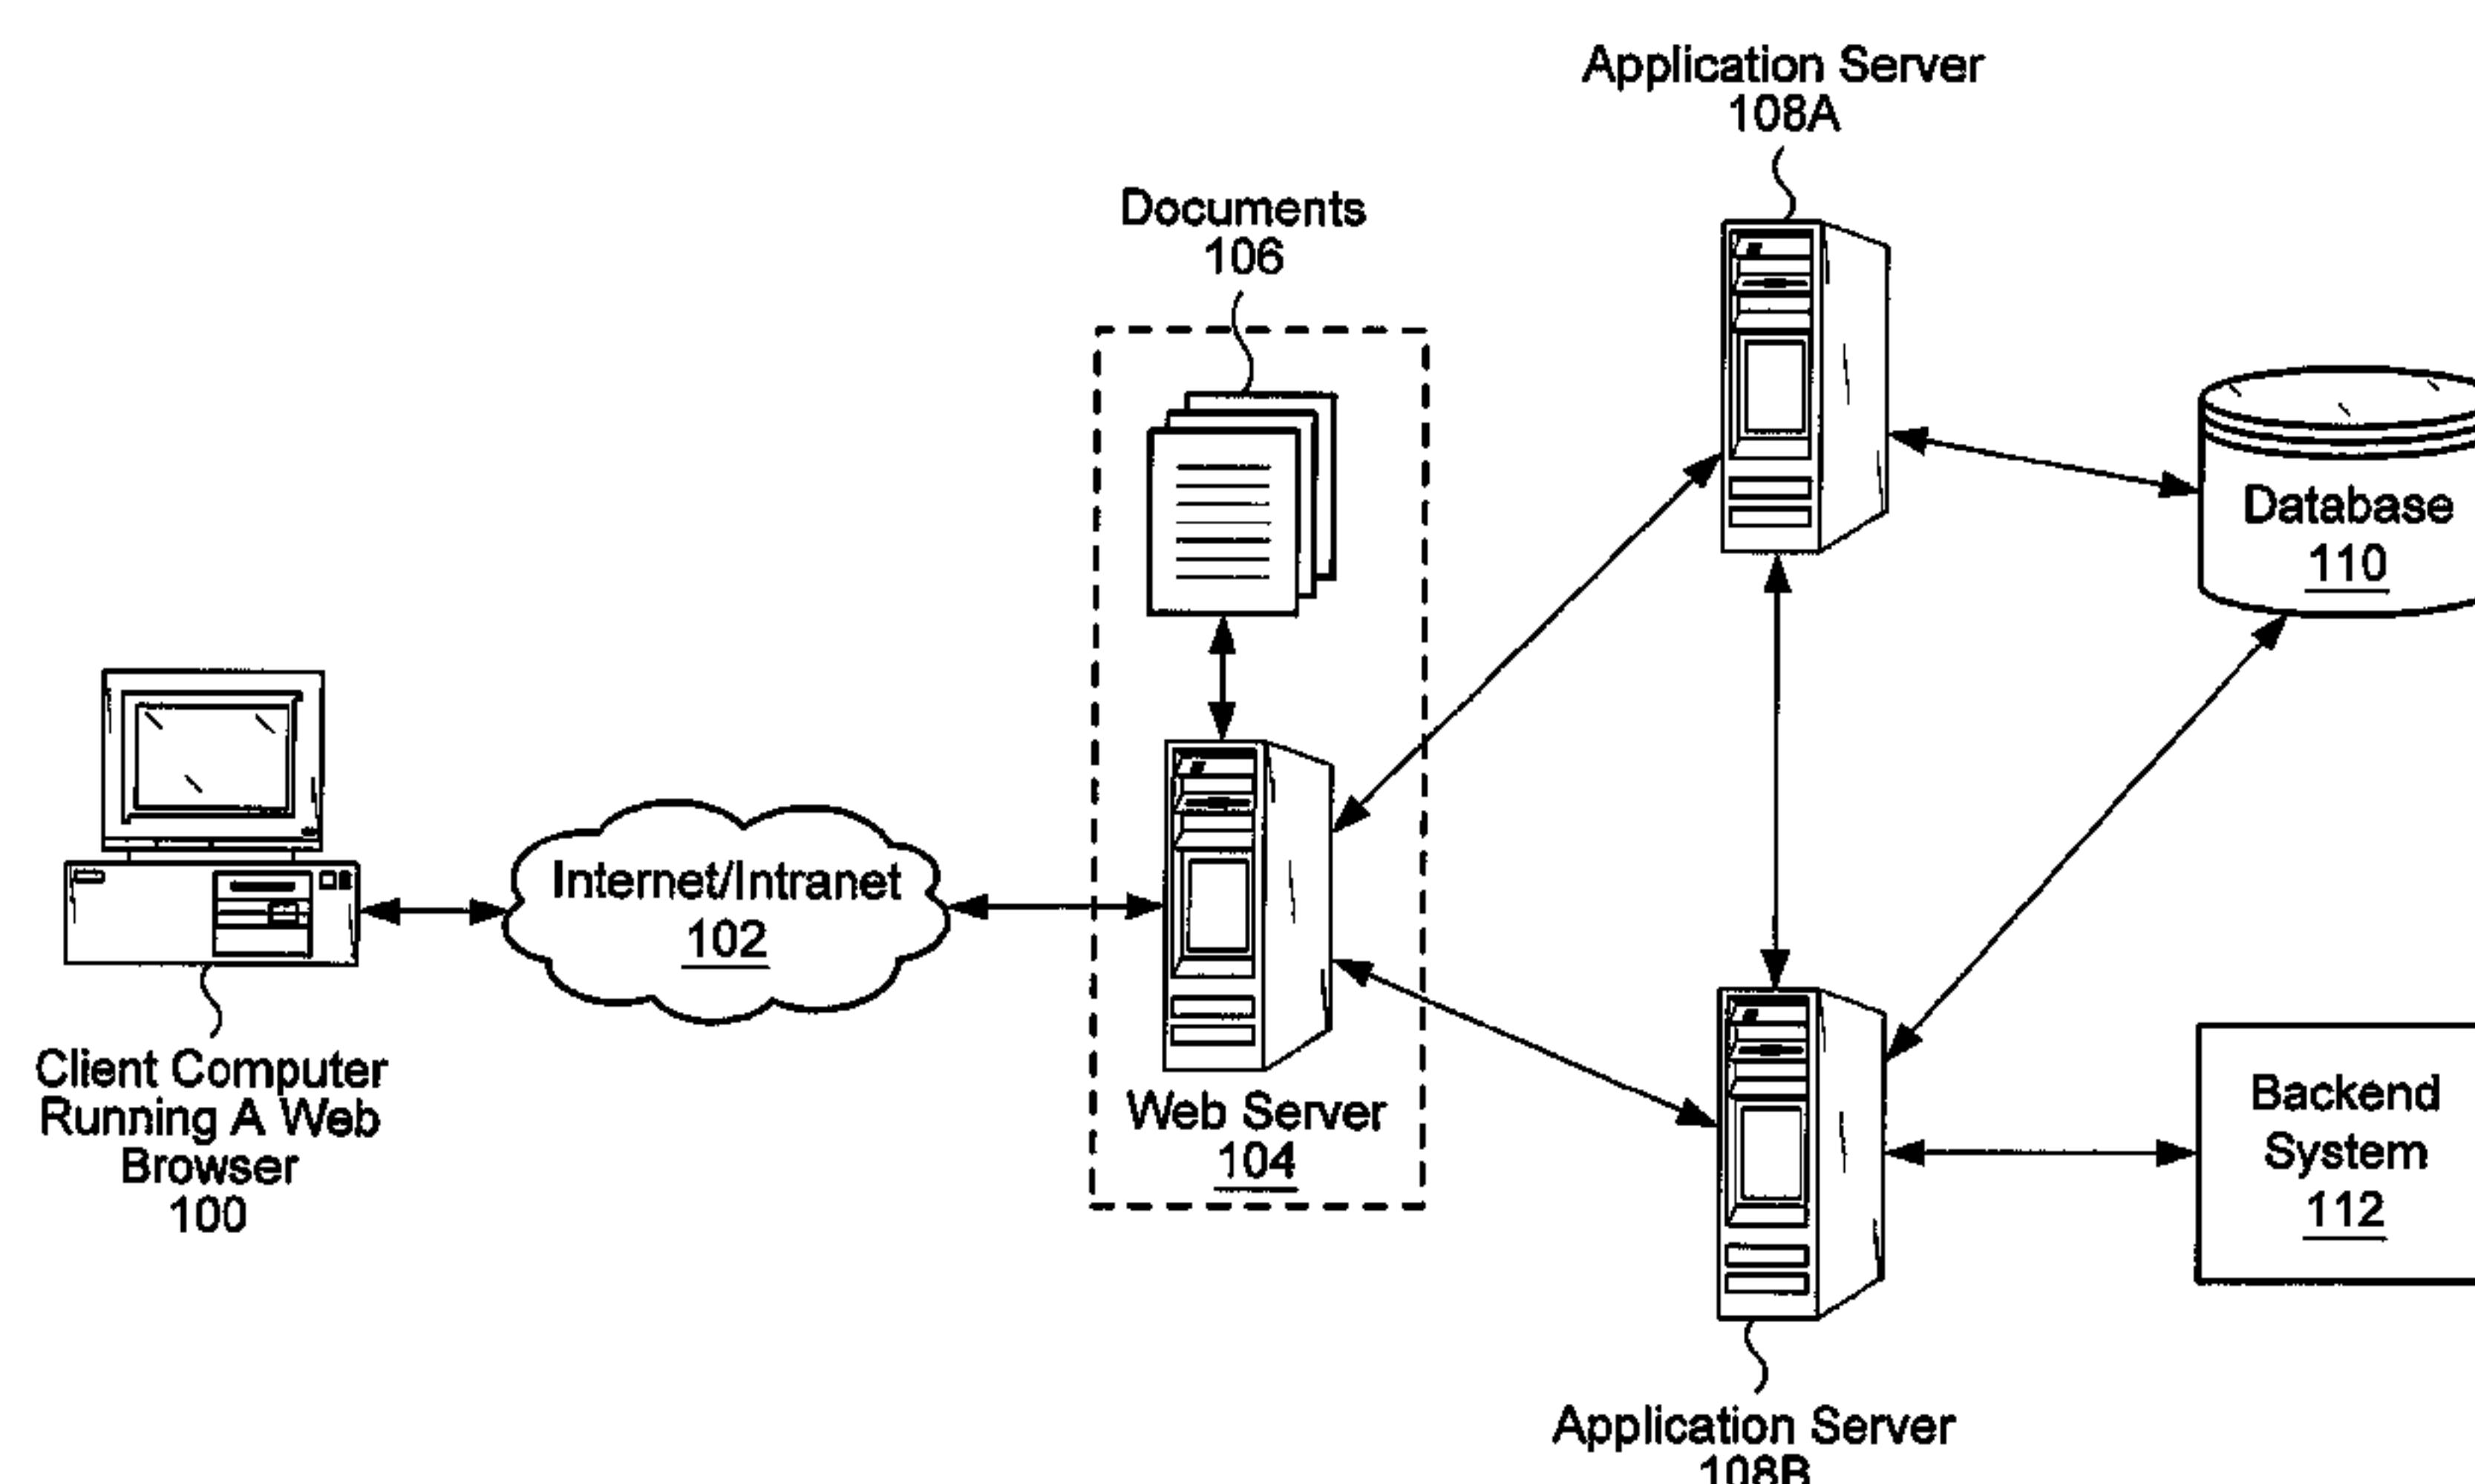 Application Server
108A
Documents
106
Database
110
Internet/Intranet
102
Client Computer
Running A Web
Browser
100
Web Server
104
Backend
System
112
Application Server
108B